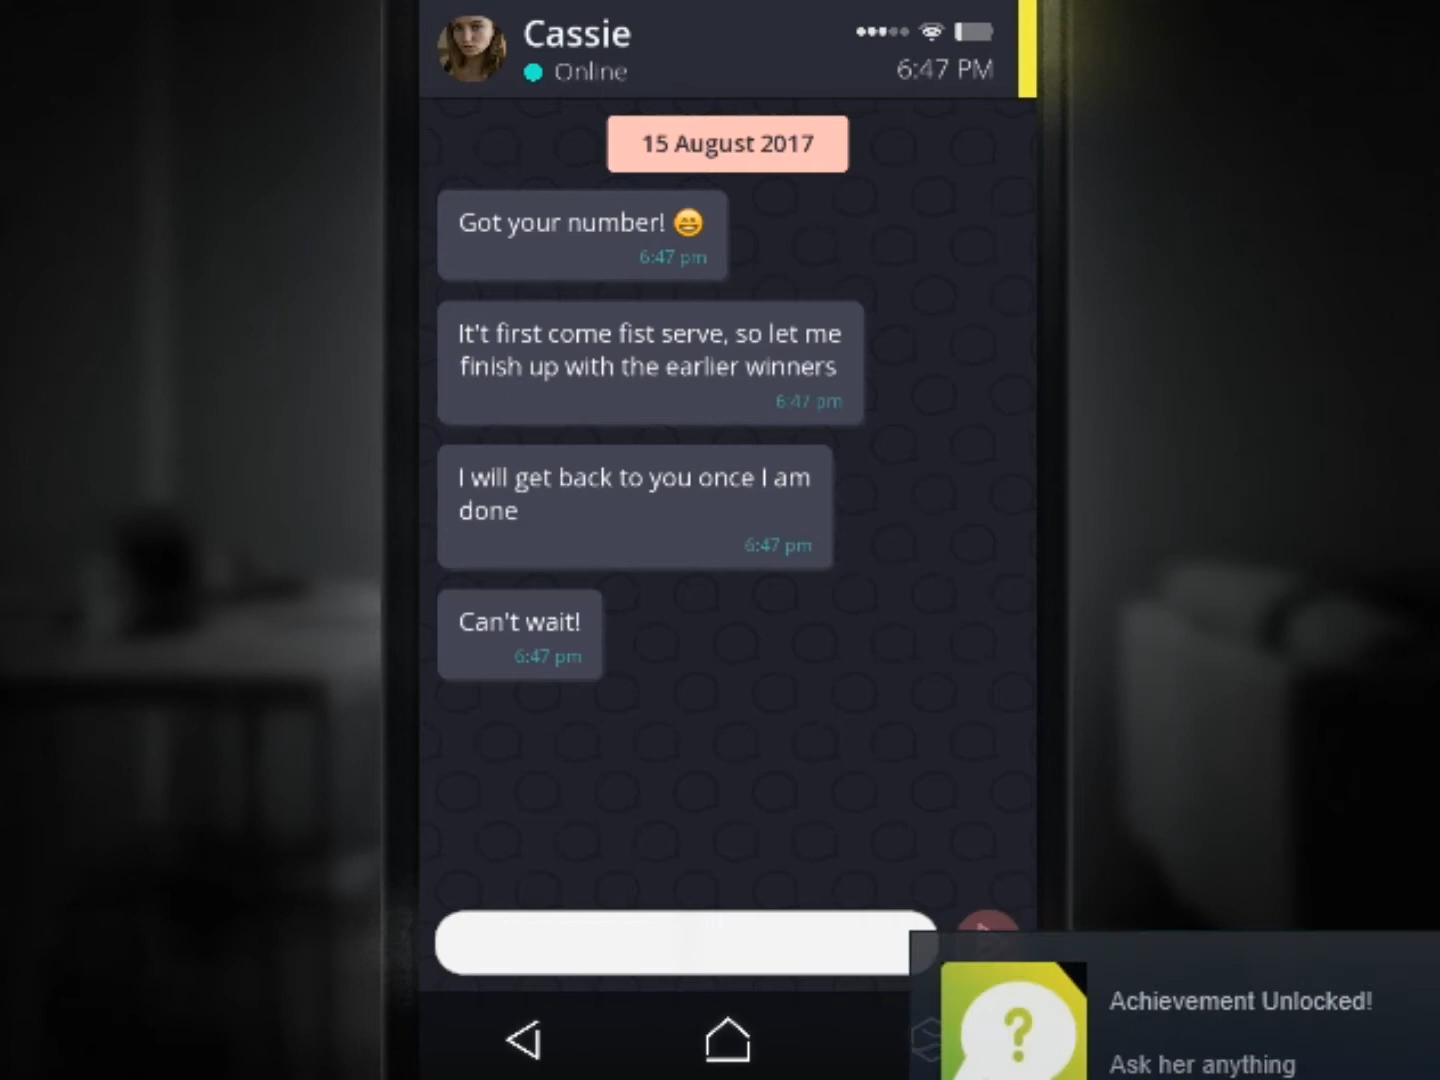 Cassie
Online
6:47 PM
15 August 2017
Got your number! 😄
6:47 pm
It't first come fist serve, so let me
finish up with the earlier winners
6:47 pm
I will get back to you once I am
done
6:47 pm
Can't wait!
6:47 pm
Achievement Unlocked!
Ask her anything